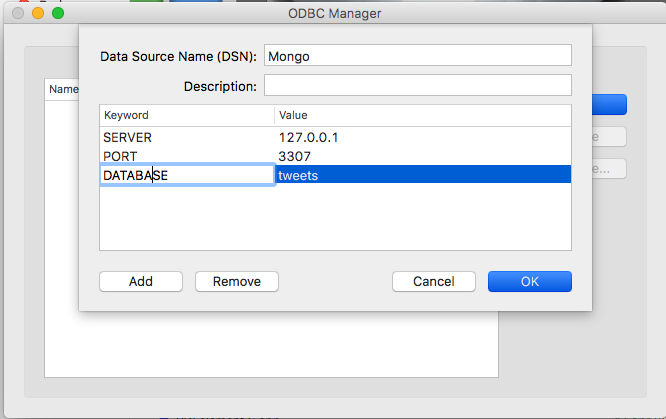 ODBC Manager
Data Source Name (DSN): Mongo
Description:
Name
Keyword Value
SERVER 127.0.0.1
PORT 3307
DATABASE tweets
e
e...
Add Remove Cancel OK